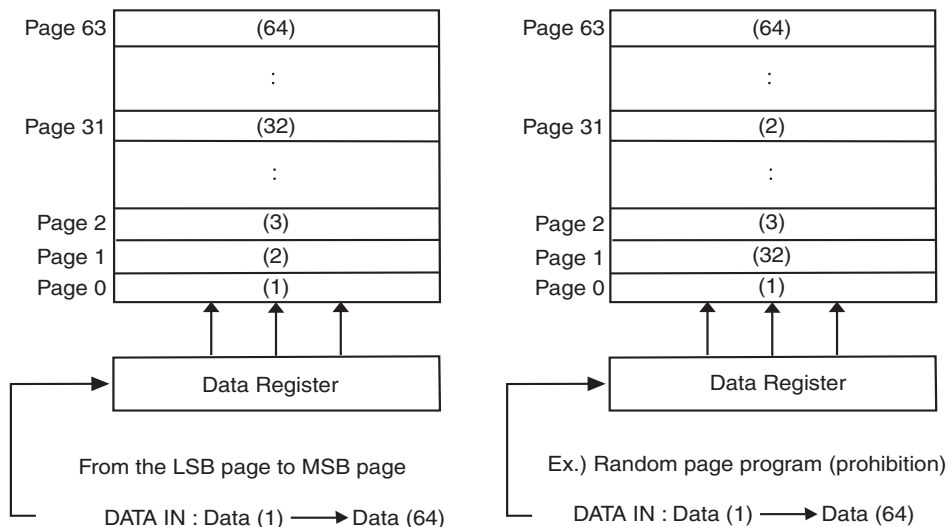 Page 63 (64)
:
Page 31 (32)
:
Page 2 (3)
Page 1 (2)
Page 0 (1)
Data Register
From the LSB page to MSB page
DATA IN : Data (1) → Data (64)
Page 63 (64)
:
Page 31 (2)
:
Page 2 (3)
Page 1 (32)
Page 0 (1)
Data Register
Ex.) Random page program (prohibition)
DATA IN : Data (1) → Data (64)